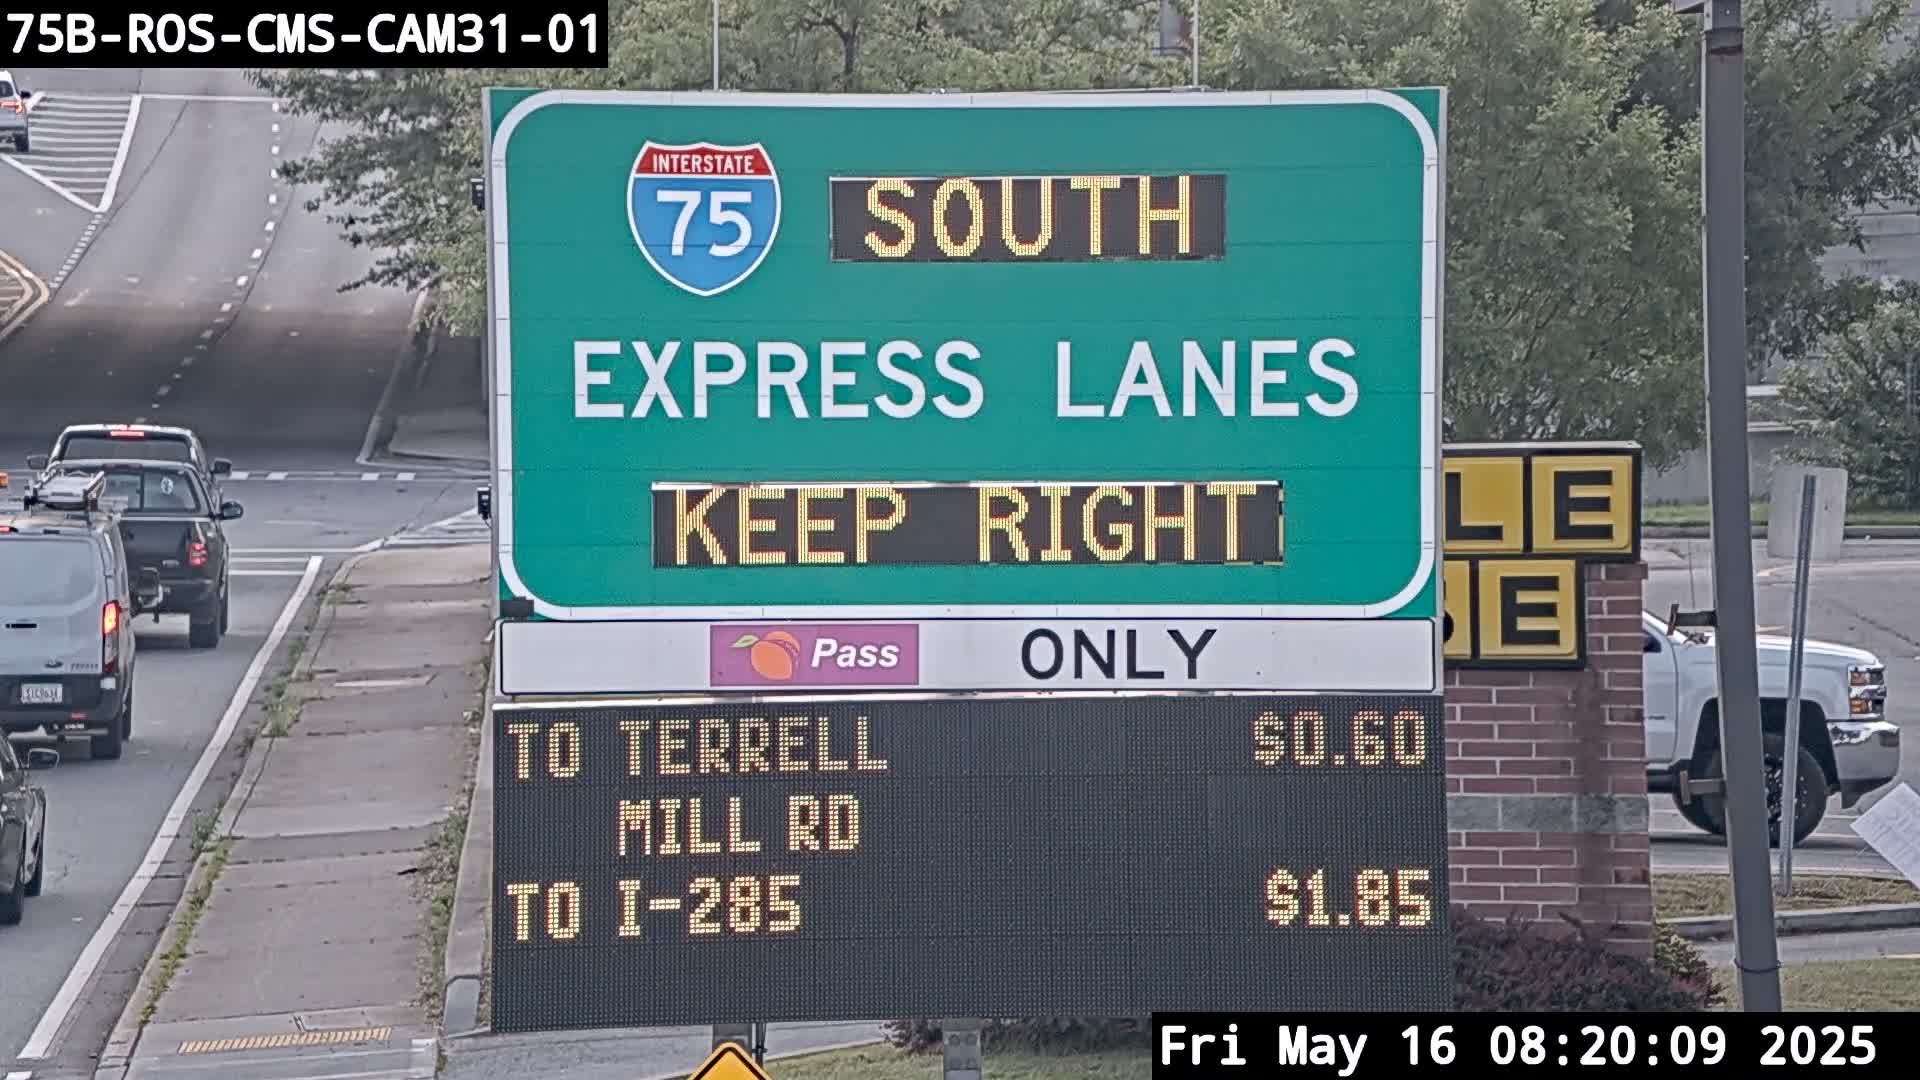 75B-ROS-CMS-CAM31-01
INTERSTATE
75
SOUTH
EXPRESS LANES
KEEP RIGHT
LE
E
Pass ONLY
TO TERRELL $0.60
MILL RD
TO I-285 $1.85
Fri May 16 08:20:09 2025